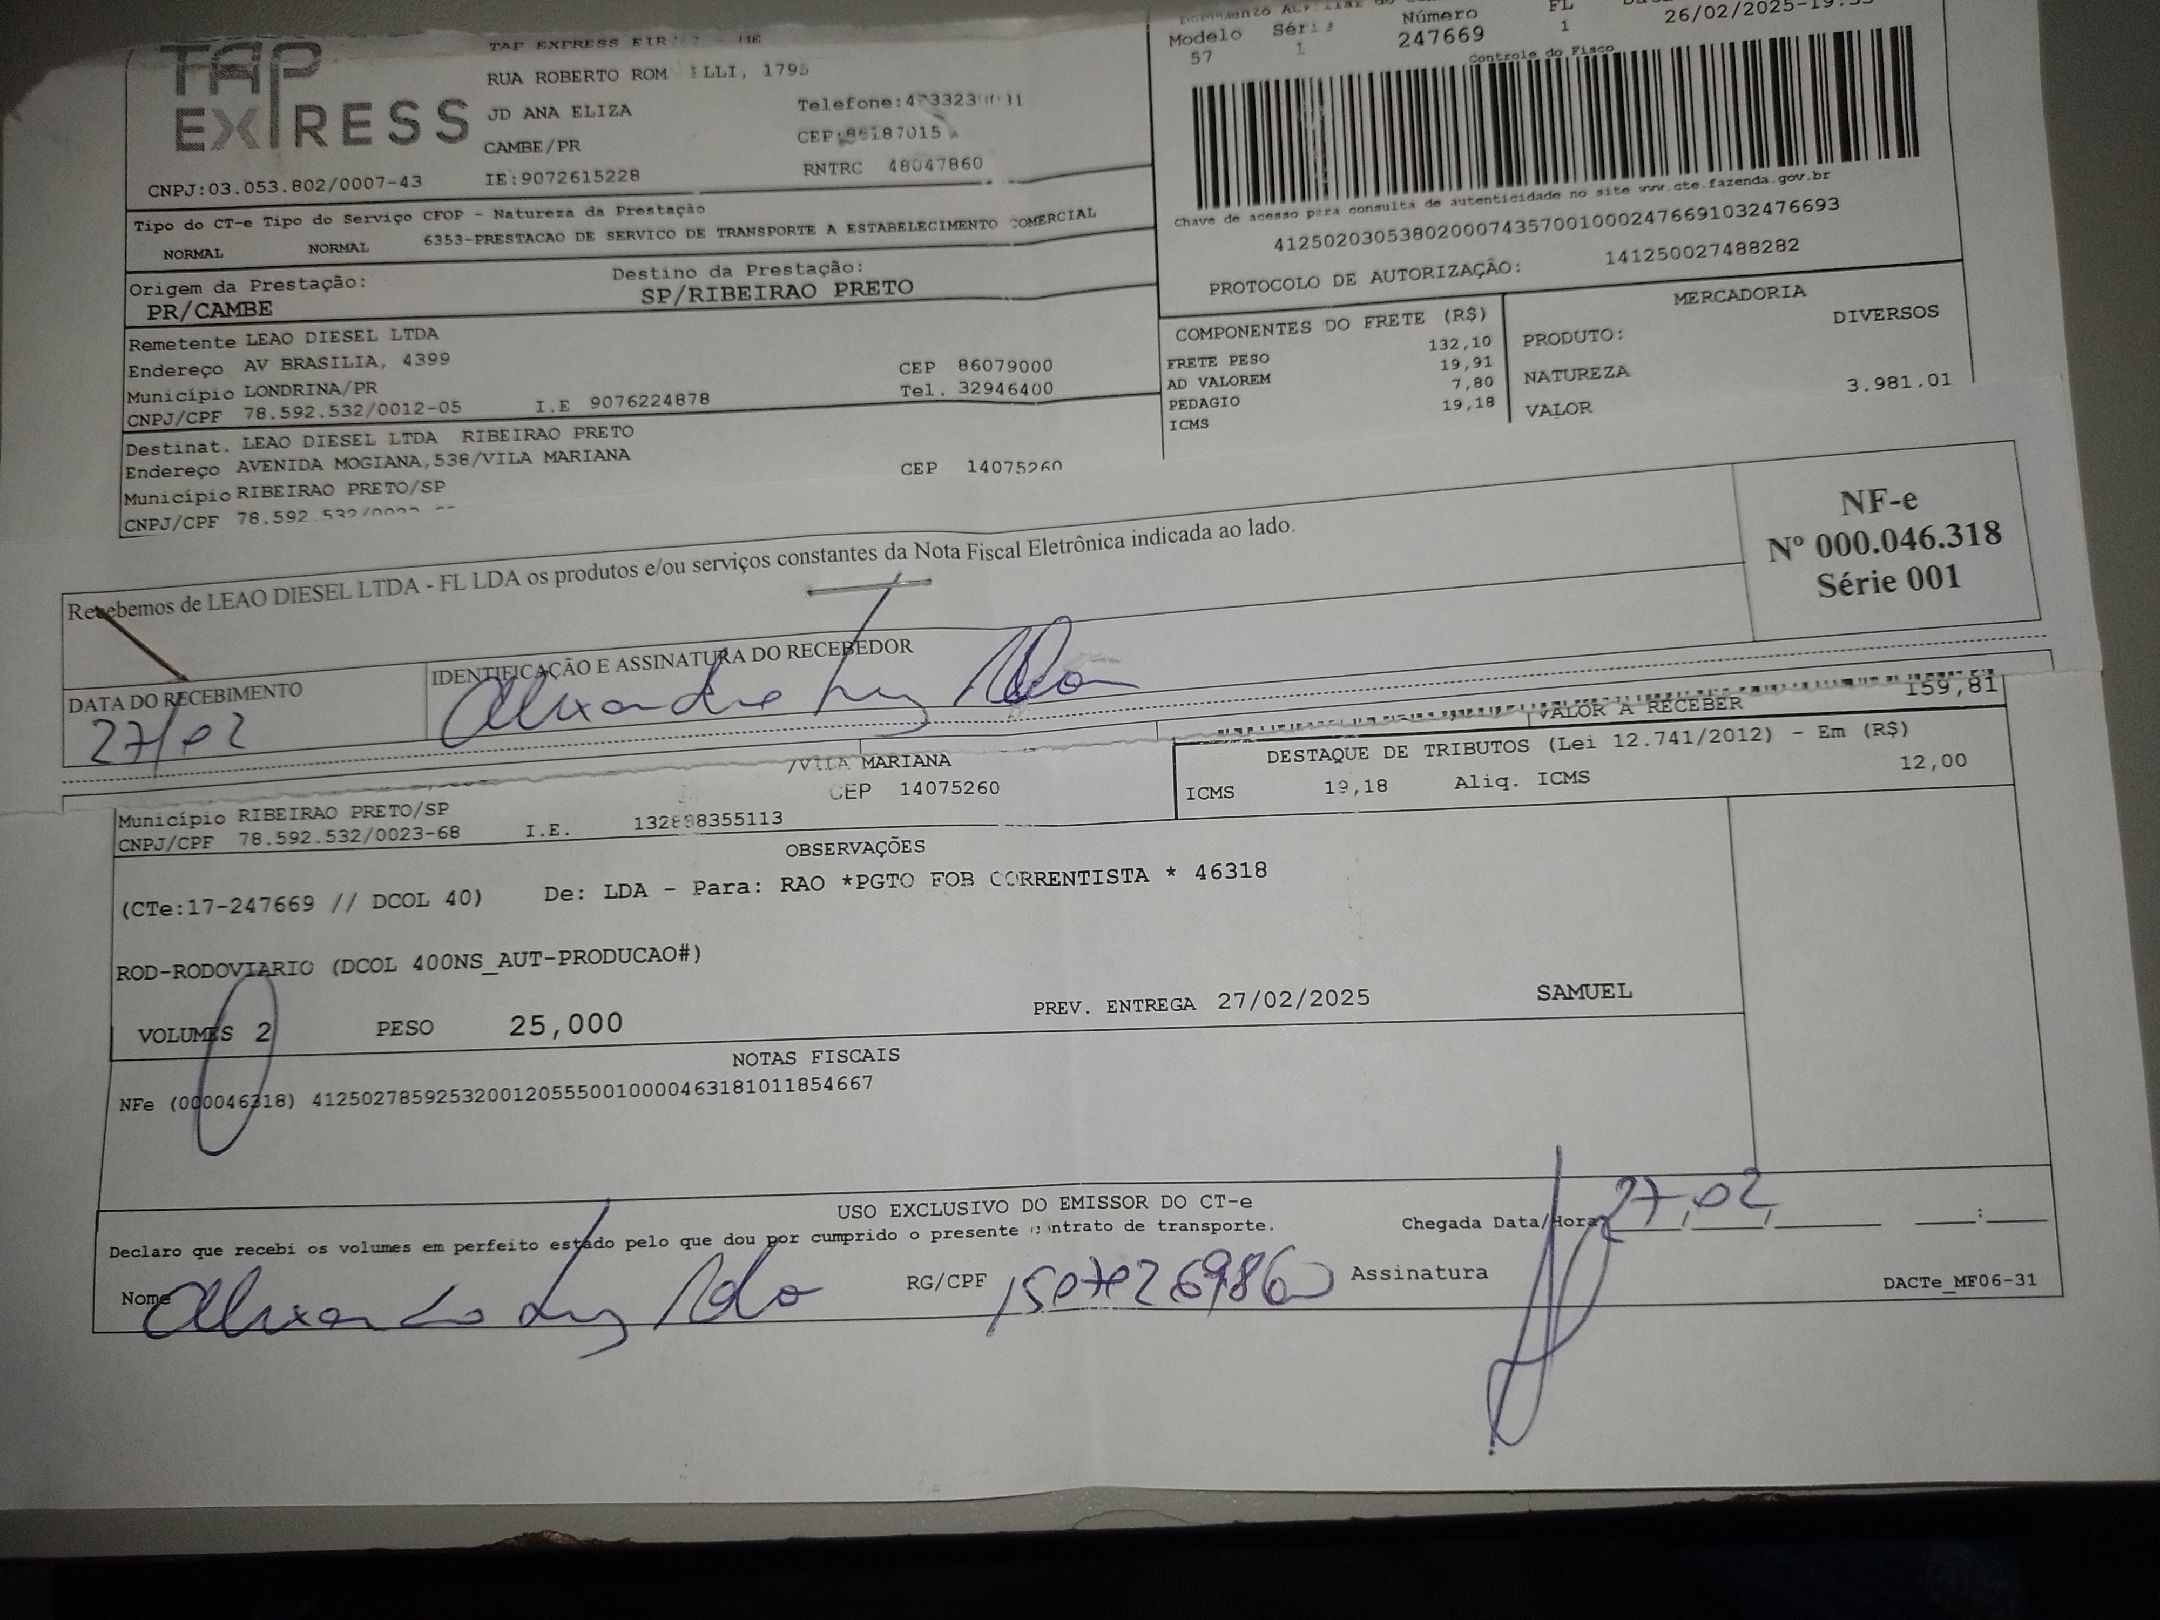 TAP EXPRESS
RUA ROBERTO
1795
JD ANA ELIZA
CAMBE/PR
CEP:86187015
RNTRC 48047860
CNPJ:03.053.802/0007-43
IE:9072615228
Modelo Número FL
57 1 247669 1
26/02/2025
Controle do Fisco
Chave de acesso para consulta de autenticidade no site www.cte.fazenda.gov.br
41250203053802000743570010002476691032476693
PROTOCOLO DE AUTORIZAÇÃO: 141250027488282
Tipo do CT-e Tipo do Serviço CFOP - Natureza da Prestação
NORMAL NORMAL 6353-PRESTACAO DE SERVICO DE TRANSPORTE A ESTABELECIMENTO COMERCIAL
Origem da Prestação: Destino da Prestação:
PR/CAMBE SP/RIBEIRAO PRETO
Remetente LEAO DIESEL LTDA
Endereço AV BRASILIA, 4399 CEP 86079000
Município LONDRINA/PR Tel. 32946400
CNPJ/CPF 78.592.532/0012-05 I.E 9076224878
Destinat. LEAO DIESEL LTDA RIBEIRAO PRETO
Endereço AVENIDA MOGIANA,538/VILA MARIANA CEP 14075260
Município RIBEIRAO PRETO/SP
CNPJ/CPF 78.592.532
COMPONENTES DO FRETE (R$)
FRETE PESO 132,10
AD VALOREM 19,91
PEDAGIO 7,80
ICMS 19,18
MERCADORIA
PRODUTO: DIVERSOS
NATUREZA
VALOR 3.981,01
Recebemos de LEAO DIESEL LTDA - FL LDA os produtos e/ou serviços constantes da Nota Fiscal Eletrônica indicada ao lado.
NF-e
Nº 000.046.318
Série 001
DATA DO RECEBIMENTO IDENTIFICAÇÃO E ASSINATURA DO RECEBEDOR
27/02 Alexandre Luz
VALOR A RECEBER 159,81
/VILA MARIANA
CEP 14075260
DESTAQUE DE TRIBUTOS (Lei 12.741/2012) - Em (R$)
ICMS 19,18 Aliq. ICMS 12,00
Município RIBEIRAO PRETO/SP
CNPJ/CPF 78.592.532/0023-68 I.E.
OBSERVAÇÕES
(CTe:17-247669 // DCOL 40) De: LDA - Para: RAO *PGTO FOB CORRENTISTA * 46318
ROD-RODOVIARIO (DCOL 400NS_AUT-PRODUCAO#)
VOLUMES 2 PESO 25,000 PREV. ENTREGA 27/02/2025 SAMUEL
NOTAS FISCAIS
NFe (000046318) 41250278592532001205550010000463181011854667
USO EXCLUSIVO DO EMISSOR DO CT-e
Declaro que recebi os volumes em perfeito estado pelo que dou por cumprido o presente contrato de transporte.
Chegada Data/Hora 27,02
Nome Alexandre Luz RG/CPF Assinatura
DACTe_MF06-31